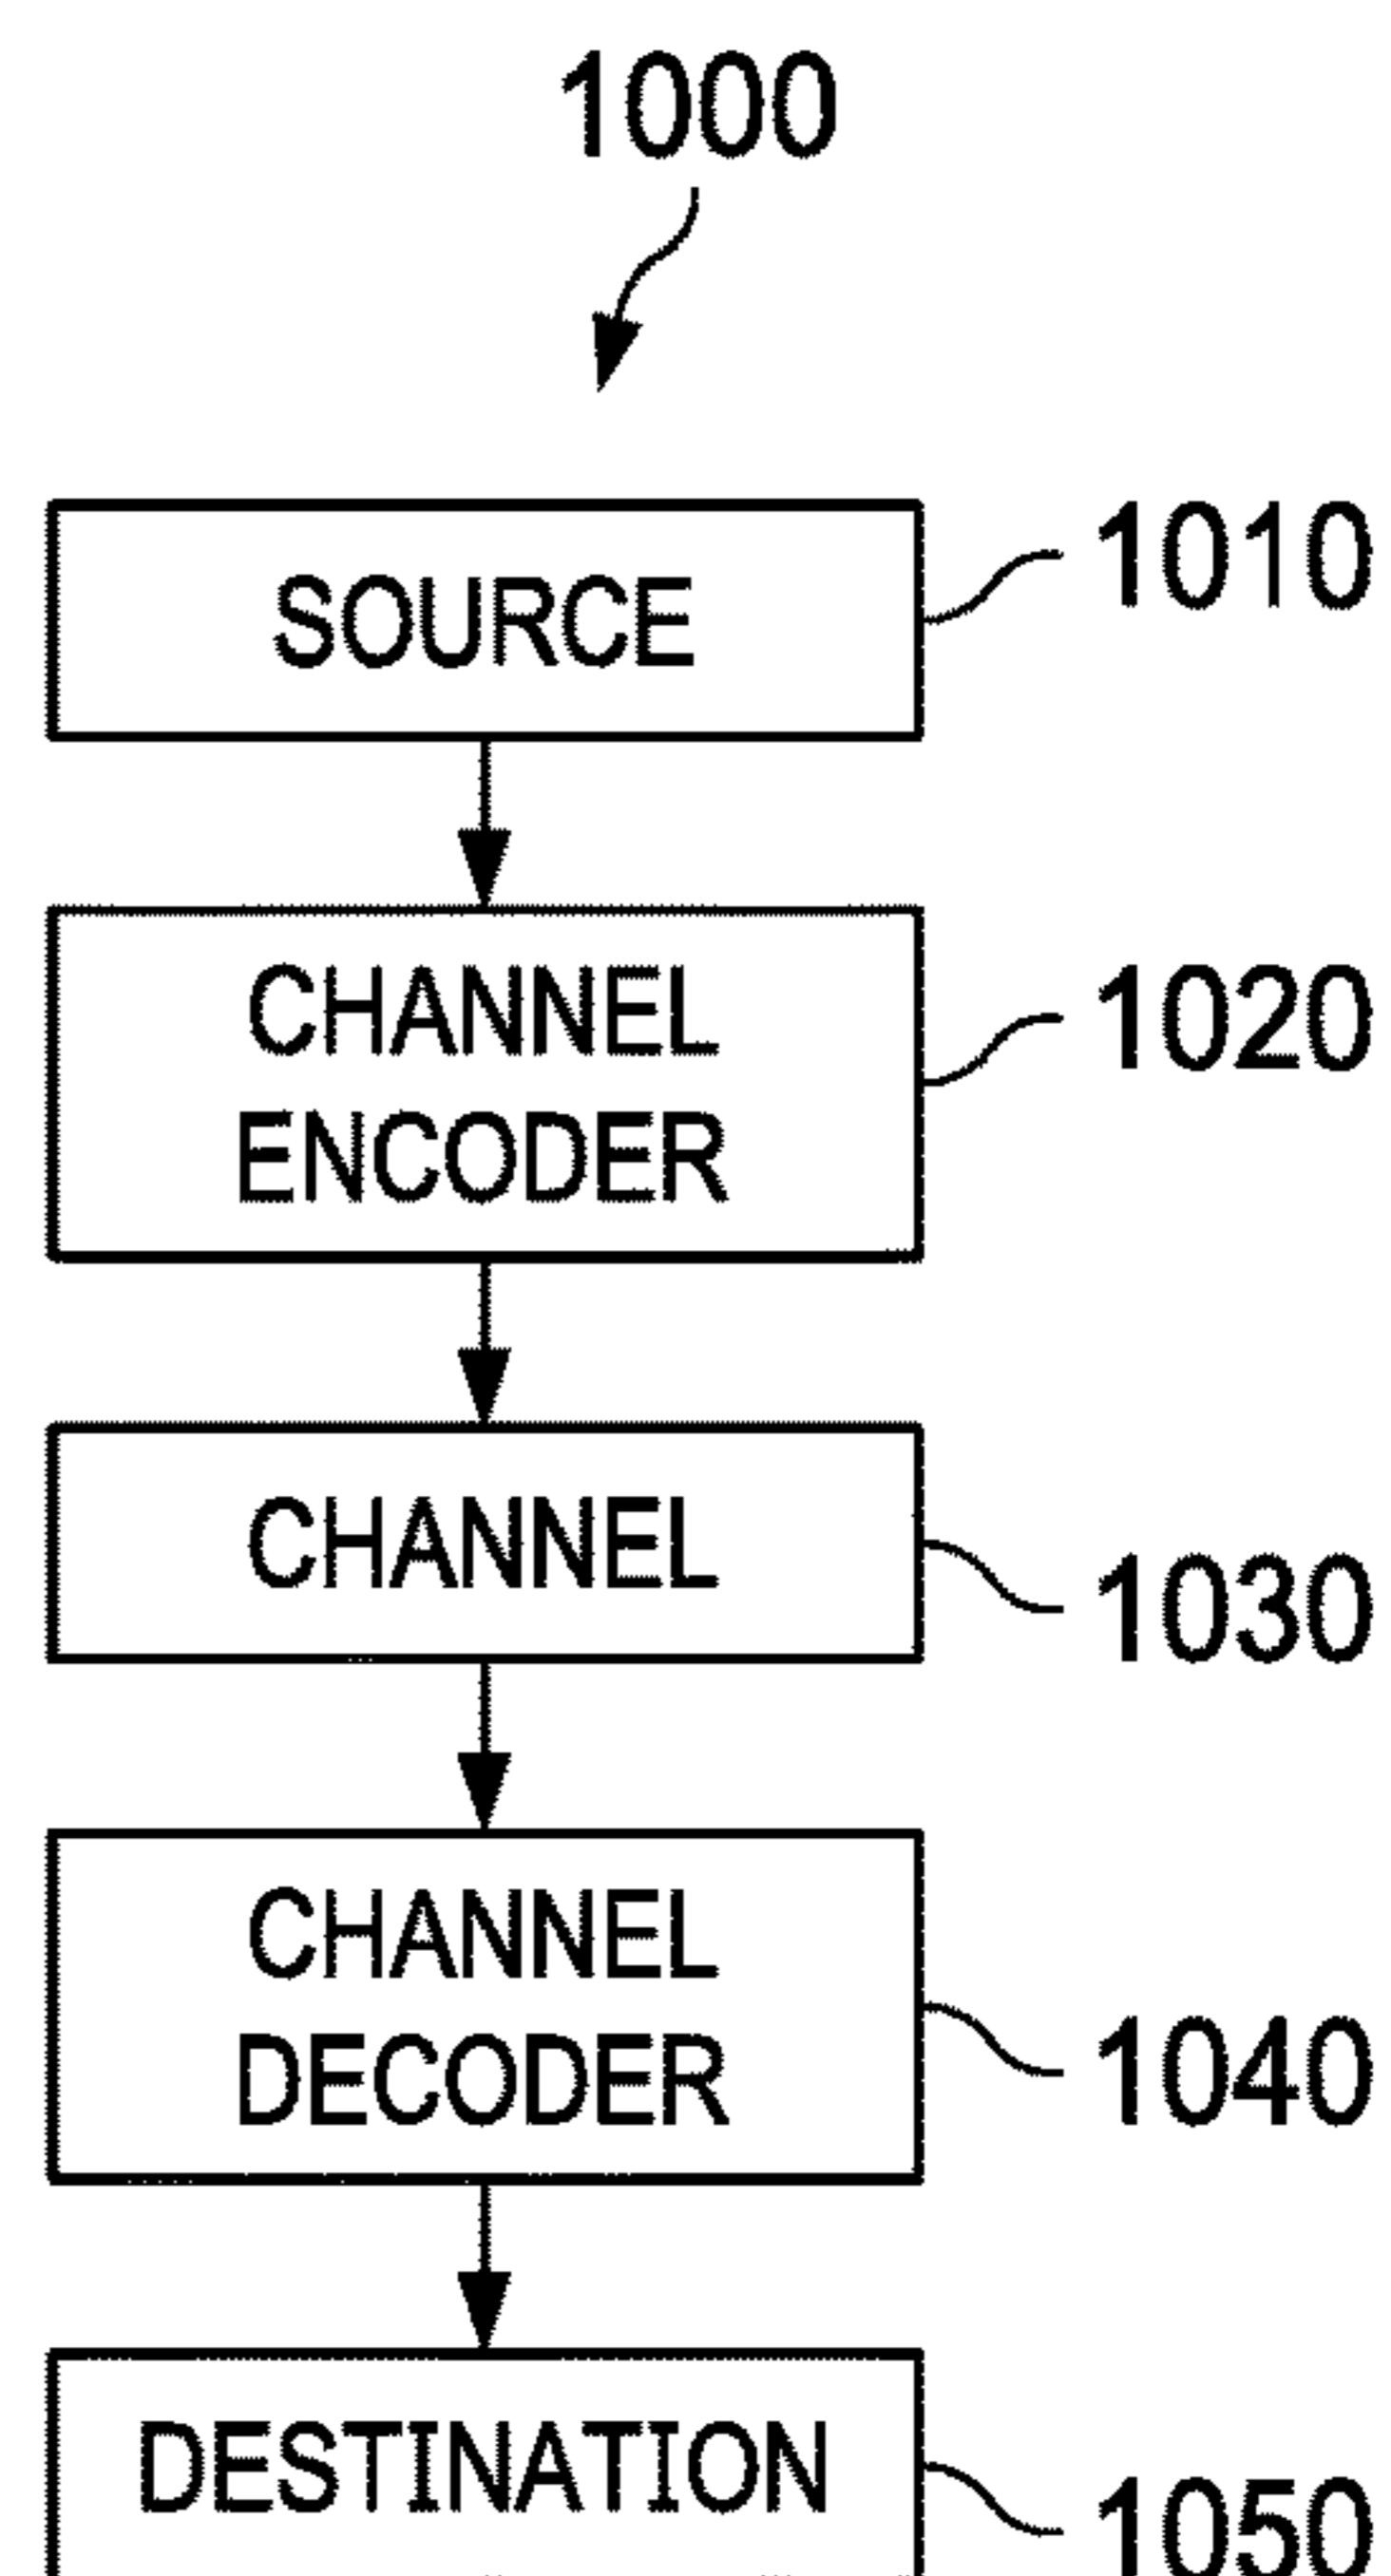 1000
SOURCE
1010
CHANNEL
ENCODER
1020
CHANNEL
1030
CHANNEL
DECODER
1040
DESTINATION
1050